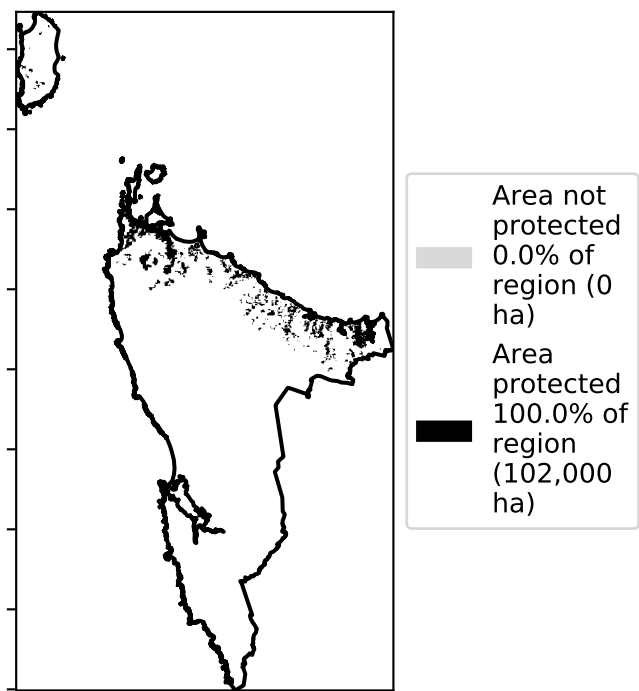 Area not
protected
0.0% of
region (0
ha)
Area
protected
100.0% of
region
(102,000
ha)